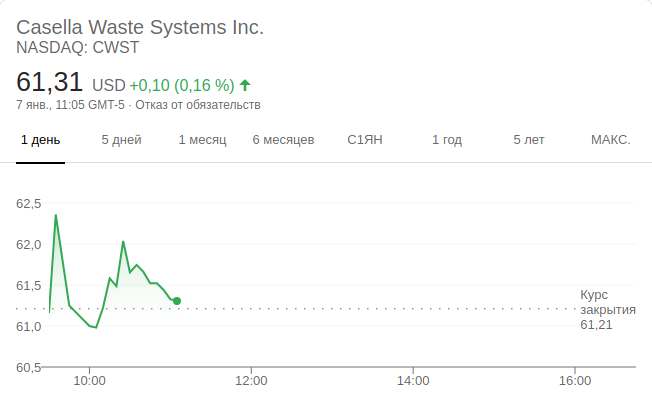 Casella Waste Systems Inc.
NASDAQ: CWST
61,31 USD +0,10 (0,16 %)
7 янв., 11:05 GMT-5 · Отказ от обязательств
1 день 5 дней 1 месяц 6 месяцев С1ЯН 1 год 5 лет МАКС.
62,5
62,0
61,5
Курс
закрытия
61,21
61,0
60,5
10:00 12:00 14:00 16:00